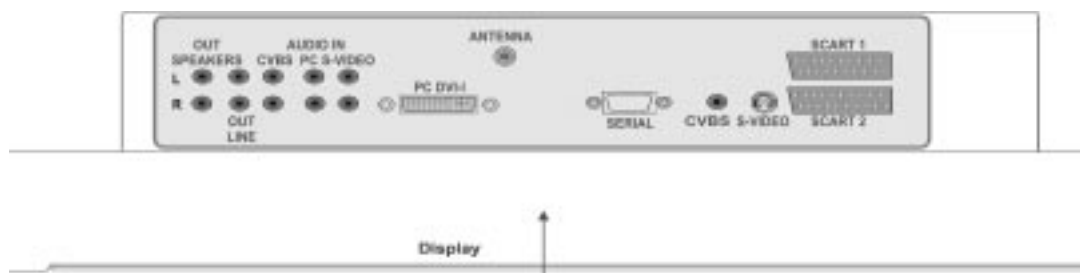 OUT AUDIO IN ANTENNA SCART 1
SPEAKERS CVBS PC S-VIDEO
L
PC DVI-I
R
OUT SERIAL CVBS S-VIDEO SCART 2
LINE
Display